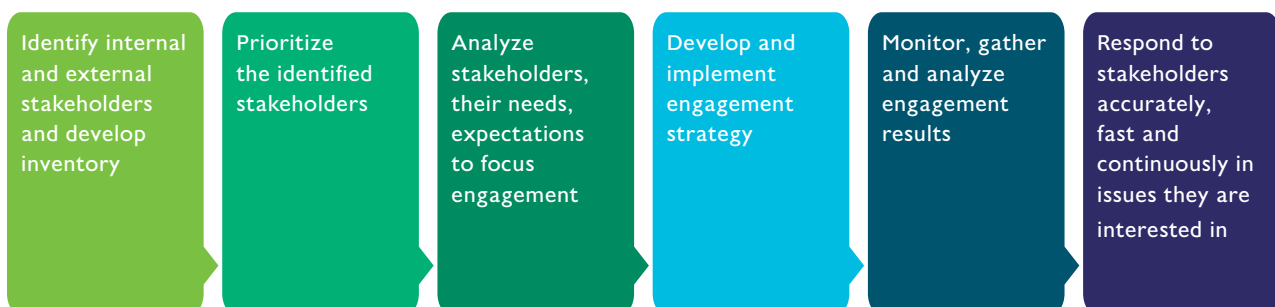 Identify internal
and external
stakeholders
and develop
inventory
Prioritize
the identified
stakeholders
Analyze
stakeholders,
their needs,
expectations
to focus
engagement
Develop and
implement
engagement
strategy
Monitor, gather
and analyze
engagement
results
Respond to
stakeholders
accurately,
fast and
continuously in
issues they are
interested in